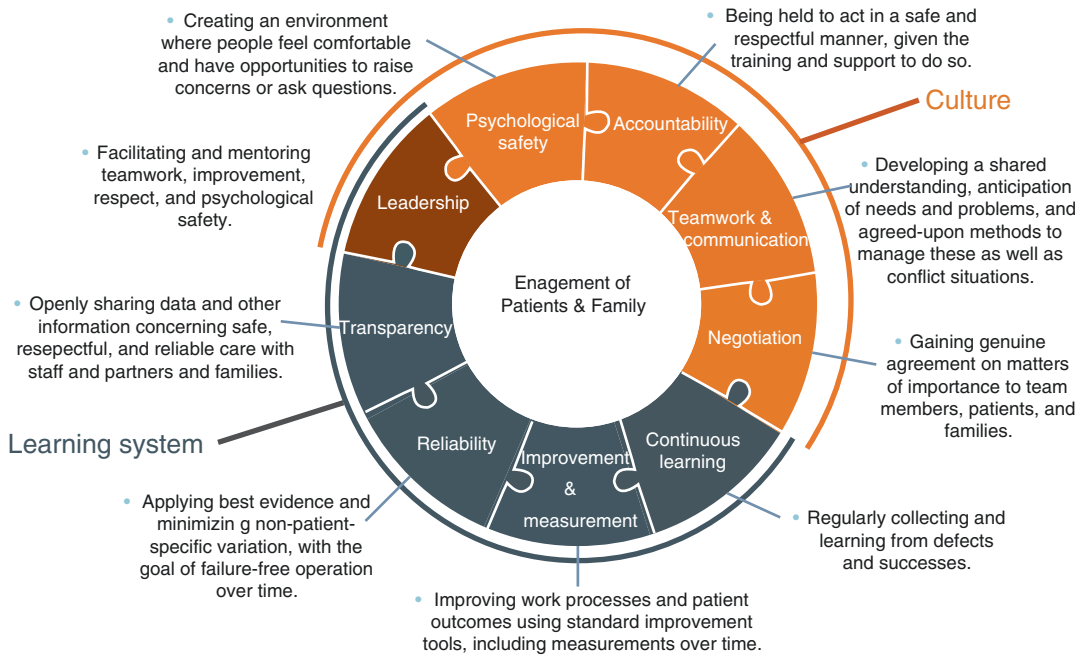 • Creating an environment
where people feel comfortable
and have opportunities to raise
concerns or ask questions.
• Being held to act in a safe and
respectful manner, given the
training and support to do so.
Culture
Psychological
safety
Accountability
• Facilitating and mentoring
teamwork, improvement,
respect, and psychological
safety.
Leadership
Teamwork &
communication
• Developing a shared
understanding, anticipation
of needs and problems, and
agreed-upon methods to
manage these as well as
conflict situations.
Enagement of
Patients & Family
• Openly sharing data and other
information concerning safe,
resepectful, and reliable care with
staff and partners and families.
Transparency
Negotiation
• Gaining genuine
agreement on matters
of importance to team
members, patients, and
families.
Learning system
Reliability
Improvement
&
measurement
Continuous
learning
• Applying best evidence and
minimizin g non-patient-
specific variation, with the
goal of failure-free operation
over time.
• Regularly collecting and
learning from defects
and successes.
• Improving work processes and patient
outcomes using standard improvement
tools, including measurements over time.